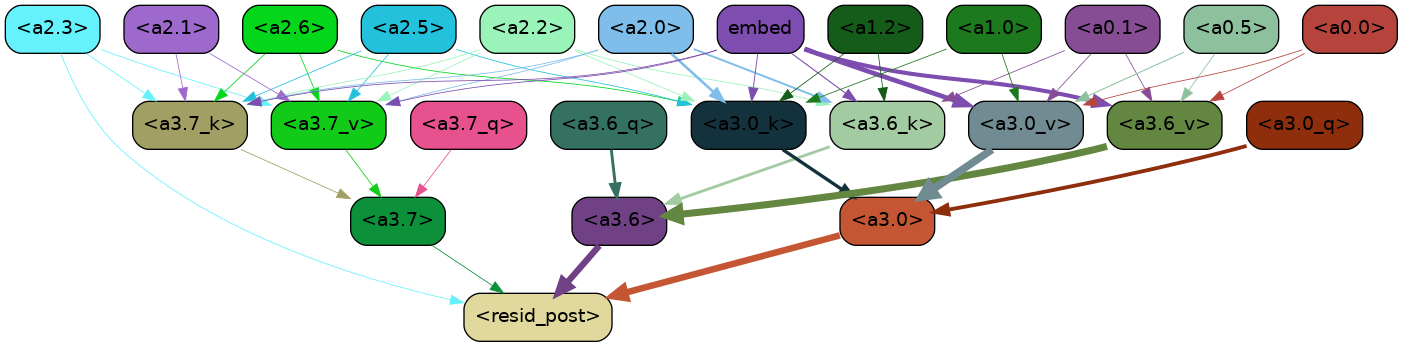 <a2.3> <a2.1> <a2.6> <a2.5> <a2.2> <a2.0> embed <a1.2> <a1.0> <a0.1> <a0.5> <a0.0>
<a3.7_k> <a3.7_v> <a3.7_q> <a3.6_q> <a3.0_k> <a3.6_k> <a3.0_v> <a3.6_v> <a3.0_q>
<a3.7> <a3.6> <a3.0>
<resid_post>